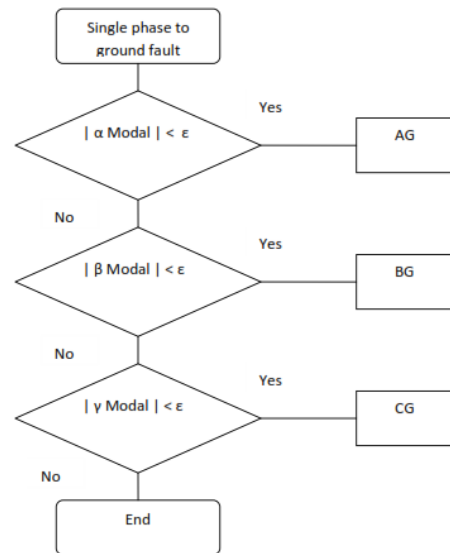 Single phase to
ground fault
Yes
| α Modal | < ε
AG
No
Yes
| β Modal | < ε
BG
No
Yes
| γ Modal | < ε
CG
No
End